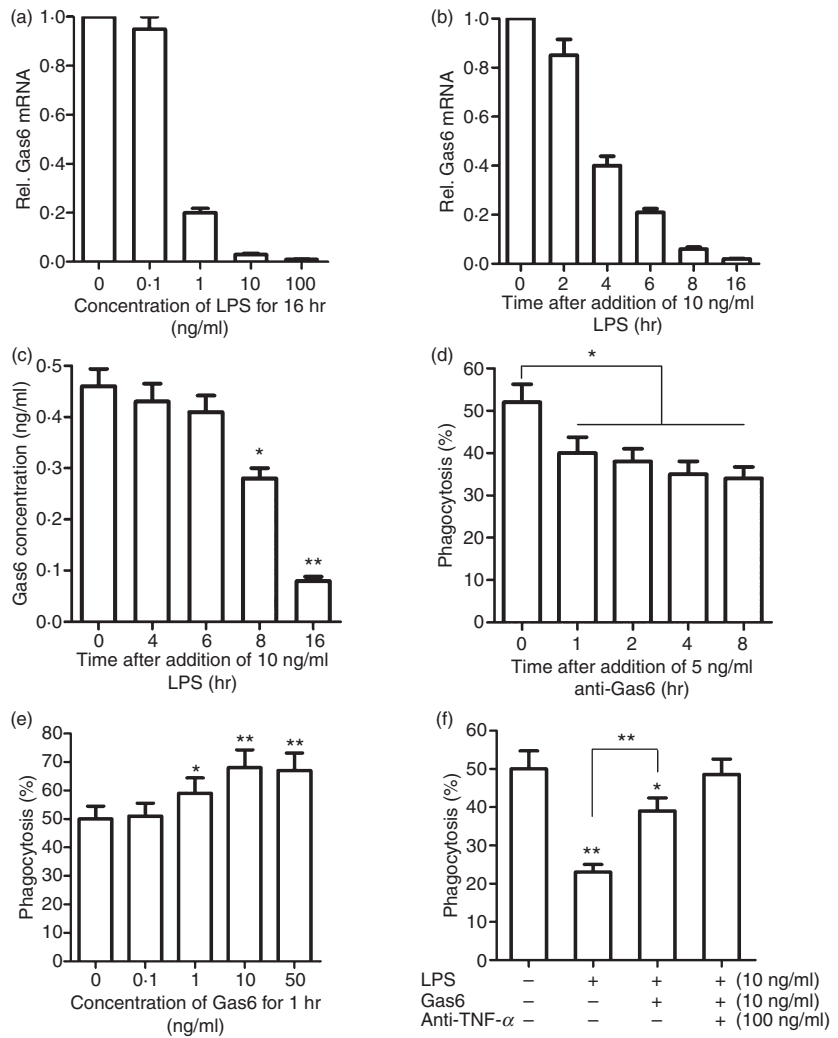 (a)
1·0
0·8
0·6
0·4
0·2
0·0
Rel. Gas6 mRNA
0 0·1 1 10 100
Concentration of LPS for 16 hr
(ng/ml)
(b)
1·0
0·8
0·6
0·4
0·2
0·0
Rel. Gas6 mRNA
0 2 4 6 8 16
Time after addition of 10 ng/ml
LPS (hr)
(c)
0·5
0·4
0·3
0·2
0·1
0·0
Gas6 concentration (ng/ml)
*
**
0 4 6 8 16
Time after addition of 10 ng/ml
LPS (hr)
(d)
60
50
40
30
20
10
0
Phagocytosis (%)
*
0 1 2 4 8
Time after addition of 5 ng/ml
anti-Gas6 (hr)
(e)
80
70
60
50
40
30
20
10
0
Phagocytosis (%)
* ** **
0 0·1 1 10 50
Concentration of Gas6 for 1 hr
(ng/ml)
(f)
60
50
40
30
20
10
0
Phagocytosis (%)
**
*
**
LPS – + + + (10 ng/ml)
Gas6 – – + + (10 ng/ml)
Anti-TNF-α – – – + (100 ng/ml)